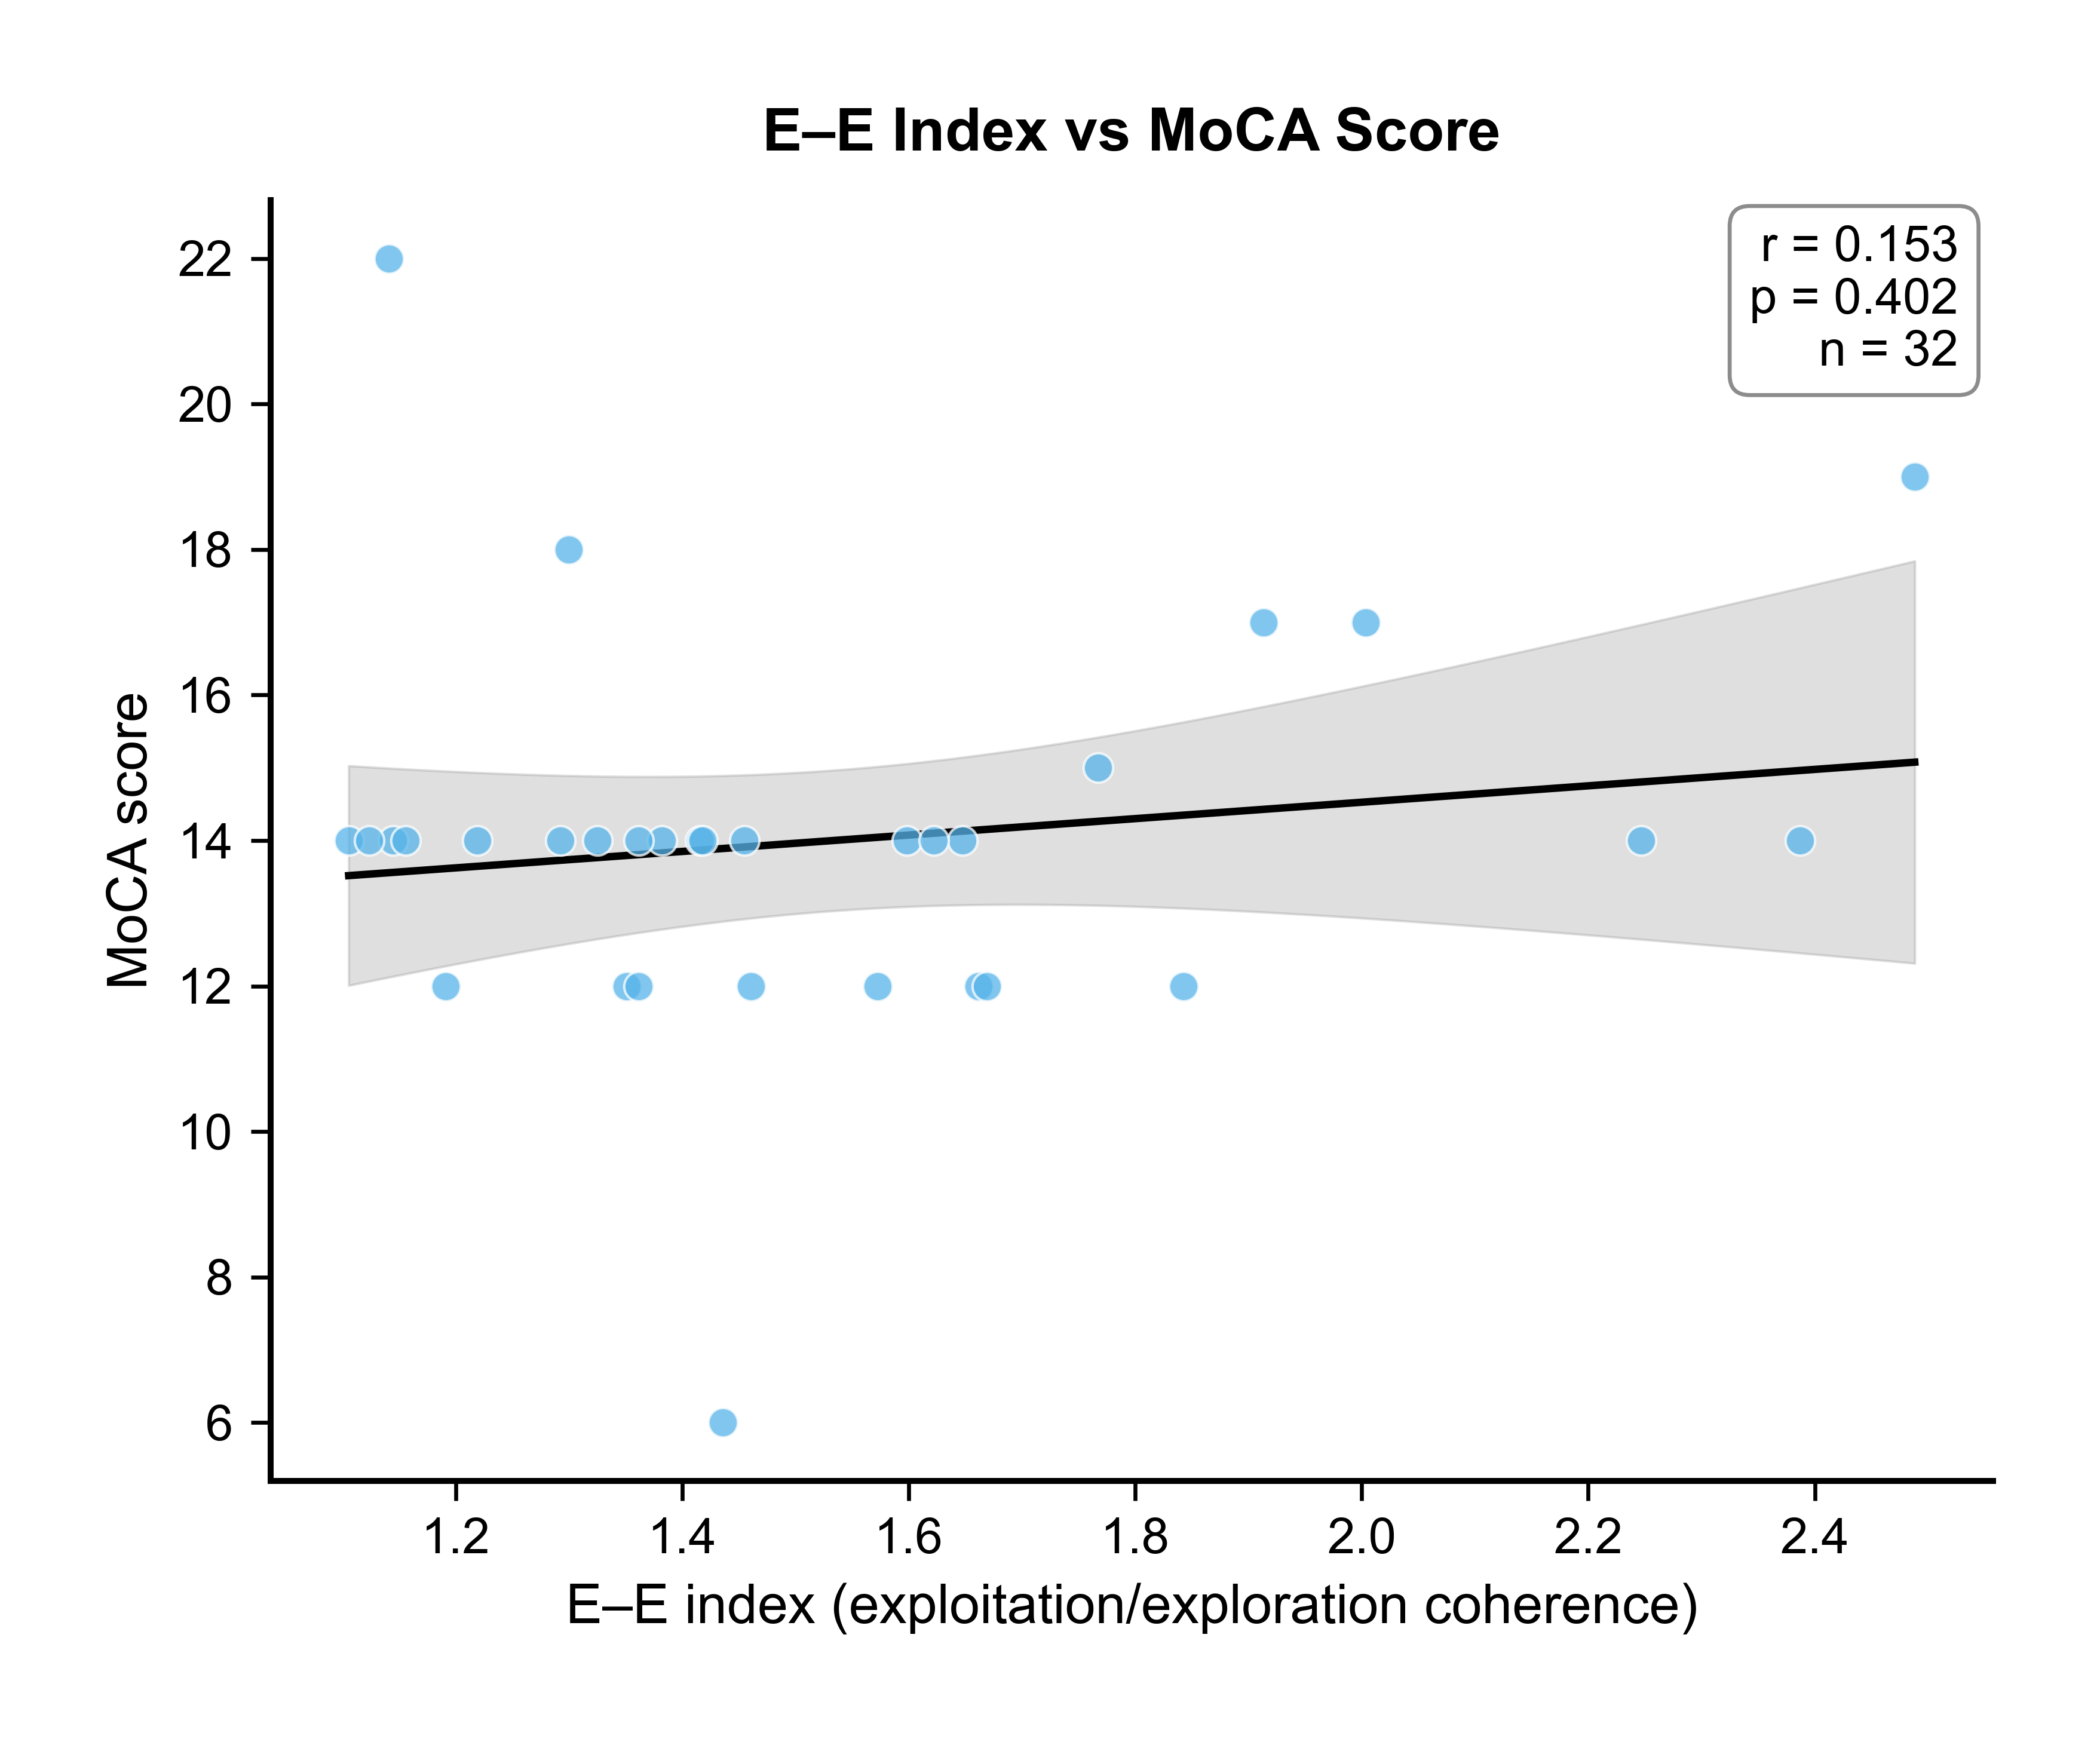 E–E Index vs MoCA Score
r = 0.153
p = 0.402
n = 32
MoCA score
22
20
18
16
14
12
10
8
6
1.2 1.4 1.6 1.8 2.0 2.2 2.4
E–E index (exploitation/exploration coherence)